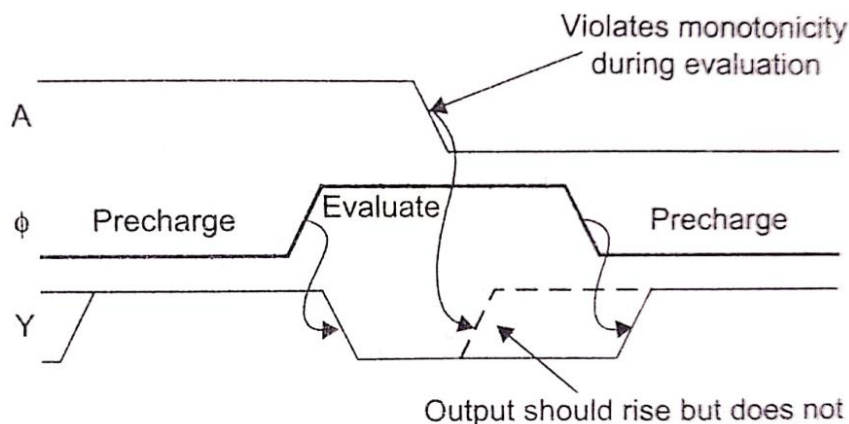 Violates monotonicity
during evaluation
A
ϕ
Precharge
Evaluate
Precharge
Y
Output should rise but does not